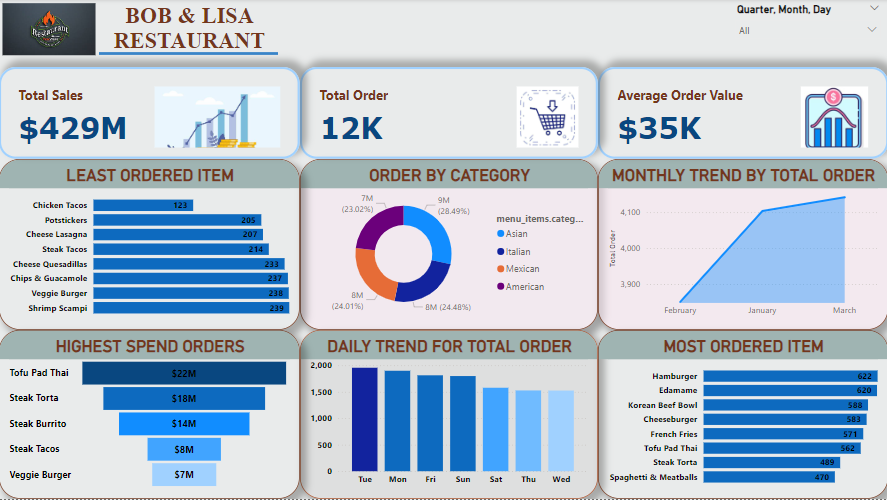 Restaurant
BOB & LISA
RESTAURANT
Quarter, Month, Day
All
Total Sales
$429M
Total Order
12K
Average Order Value
$35K
LEAST ORDERED ITEM
Chicken Tacos 123
Potstickers 205
Cheese Lasagna 207
Steak Tacos 214
Cheese Quesadillas 233
Chips & Guacamole 237
Veggie Burger 238
Shrimp Scampi 239
ORDER BY CATEGORY
7M
(23.02%)
9M
(28.49%)
8M
(24.01%)
8M (24.48%)
menu_items.categ...
Asian
Italian
Mexican
American
MONTHLY TREND BY TOTAL ORDER
Total Order
4,100
4,000
3,900
February January March
HIGHEST SPEND ORDERS
Tofu Pad Thai $22M
Steak Torta $18M
Steak Burrito $14M
Steak Tacos $8M
Veggie Burger $7M
DAILY TREND FOR TOTAL ORDER
2,000
1,500
1,000
500
0
Tue Mon Fri Sun Sat Thu Wed
MOST ORDERED ITEM
Hamburger 622
Edamame 620
Korean Beef Bowl 588
Cheeseburger 583
French Fries 571
Tofu Pad Thai 562
Steak Torta 489
Spaghetti & Meatballs 470